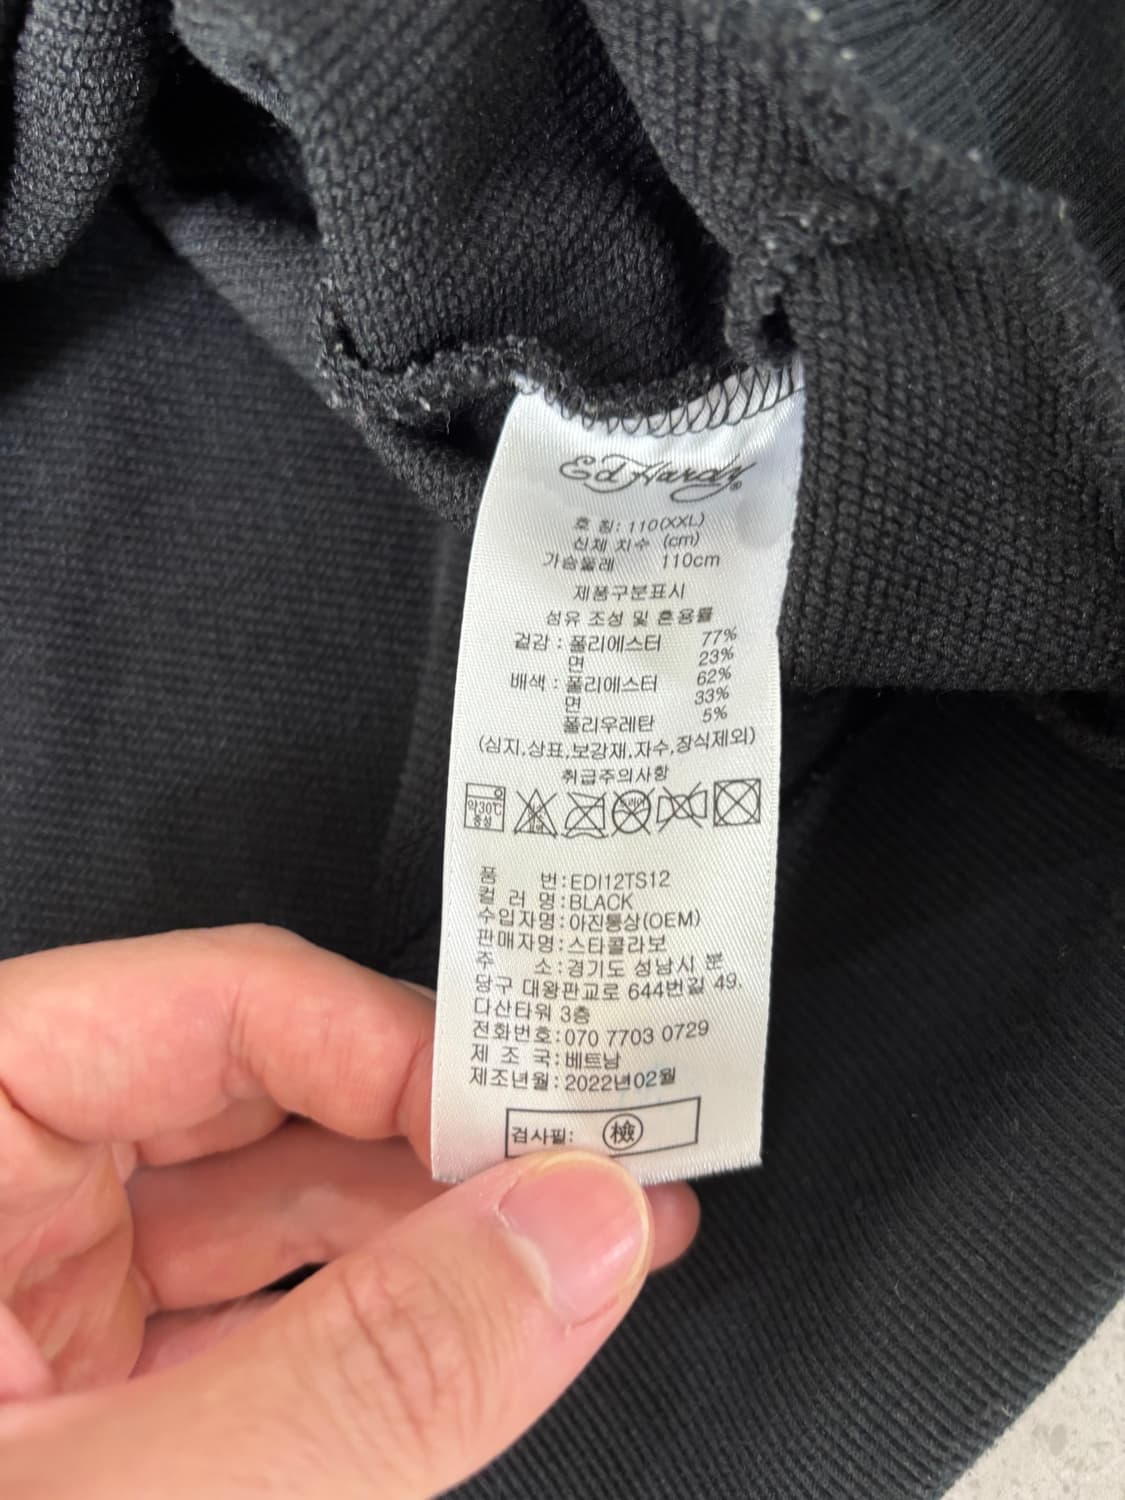 Ed Hardy®
호 칭: 110(XXL)
신체 치수 (cm)
가슴둘레 110cm
제품구분표시
섬유 조성 및 혼용률
겉감 : 폴리에스터 77%
면 23%
배색 : 폴리에스터 62%
면 33%
폴리우레탄 5%
(심지,상표,보강재,자수,장식제외)
취급주의사항
약30℃
중성
품 번:EDI12TS12
컬 러 명:BLACK
수입자명:아진통상(OEM)
판매자명:스타콜라보
주 소:경기도 성남시 분
당구 대왕판교로 644번길 49.
다산타워 3층
전화번호:070 7703 0729
제 조 국:베트남
제조년월:2022년02월
검사필: 檢